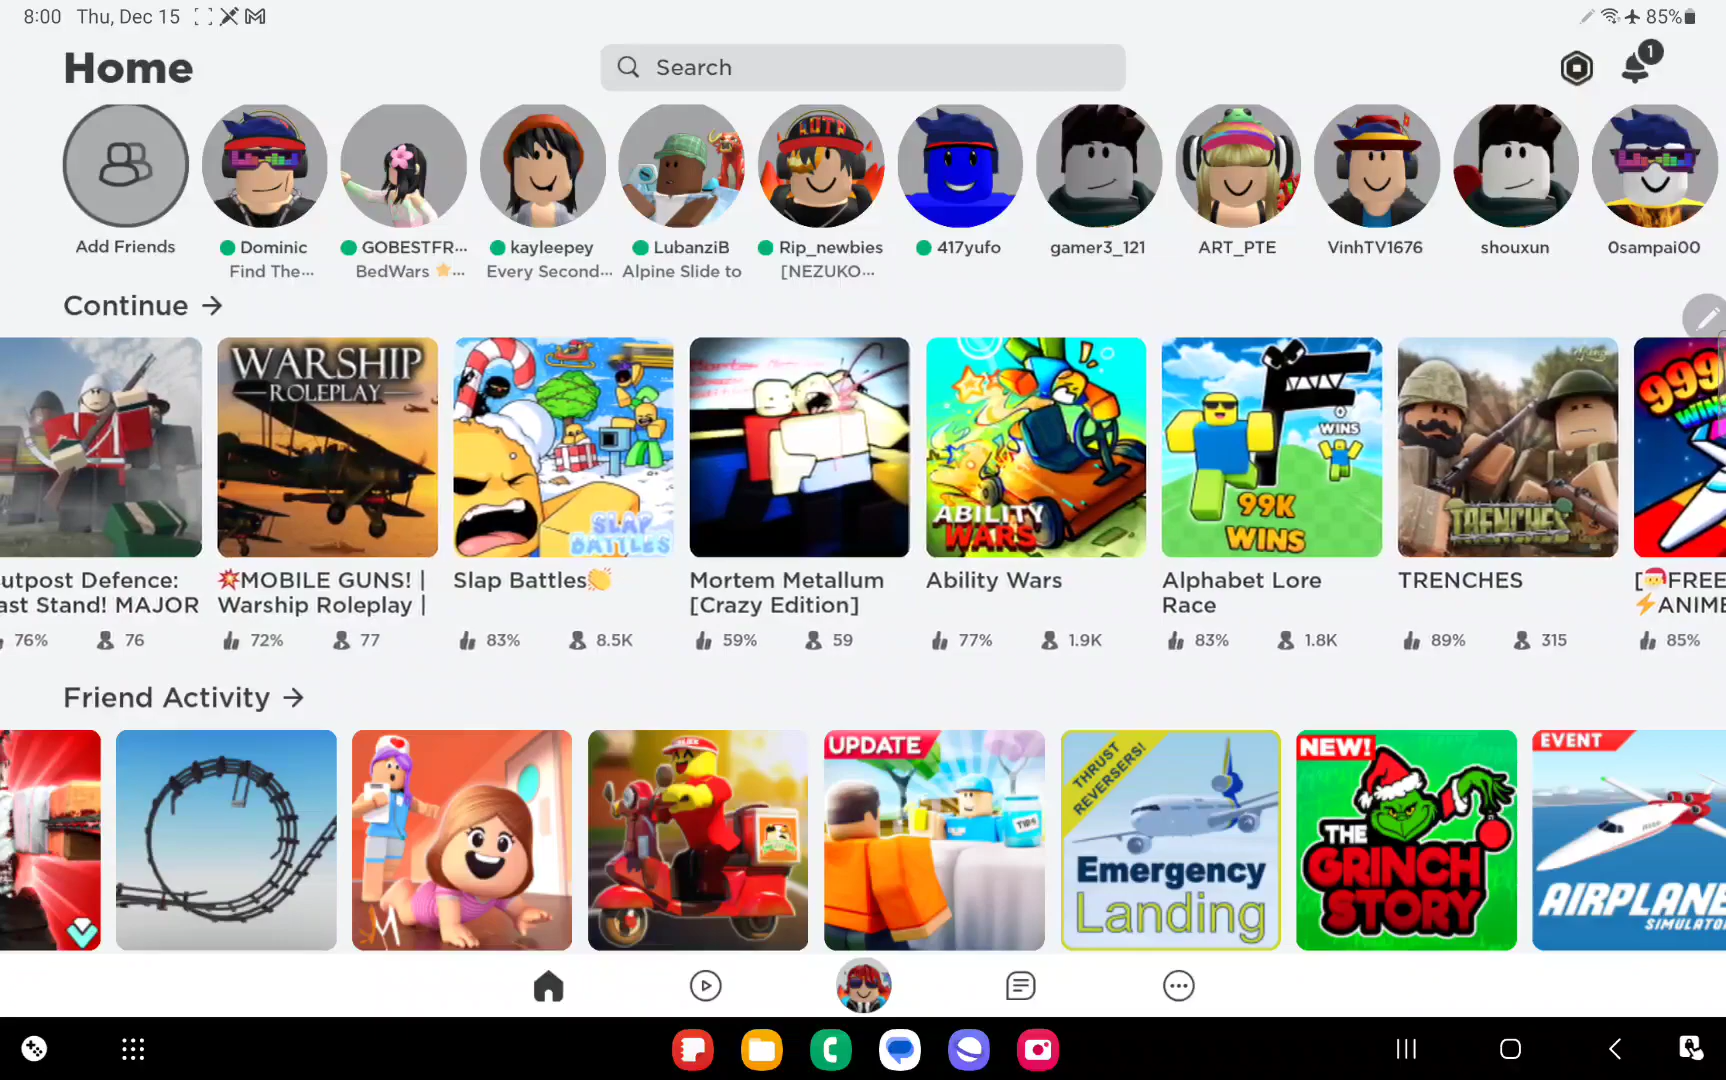 8:00 Thu, Dec 15
85%
Home
Search
1
Add Friends
Dominic
Find The...
GOBESTFR...
BedWars ⭐...
kayleepey
Every Second...
LubanziB
Alpine Slide to
Rip_newbies
[NEZUKO...
417yufo
gamer3_121
ART_PTE
VinhTV1676
shouxun
0sampai00
Continue →
WARSHIP
ROLEPLAY
SLAP
BATTLES
ABILITY
WARS
0
WINS
99K
WINS
TRENCHES
999
utpost Defence:
ast Stand! MAJOR
76% 76
💥MOBILE GUNS! |
Warship Roleplay |
72% 77
Slap Battles👏
83% 8.5K
Mortem Metallum
[Crazy Edition]
59% 59
Ability Wars
77% 1.9K
Alphabet Lore
Race
83% 1.8K
TRENCHES
89% 315
[🎅FREE
⚡ANIME
85%
Friend Activity →
UPDATE
TIPS
THRUST
REVERSERS!
Emergency
Landing
NEW!
THE
GRINCH
STORY
EVENT
AIRPLANE
SIMULATO